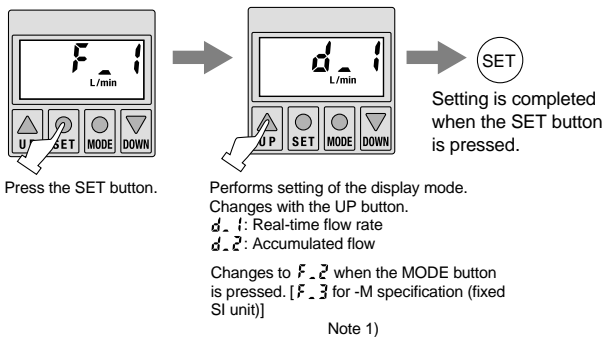 F_1
L/min
UP SET MODE DOWN
Press the SET button.
d_1
L/min
UP SET MODE DOWN
Performs setting of the display mode.
Changes with the UP button.
d_1: Real-time flow rate
d_2: Accumulated flow
Changes to F_2 when the MODE button
is pressed. [F_3 for -M specification (fixed
SI unit)]
Note 1)
SET
Setting is completed
when the SET button
is pressed.